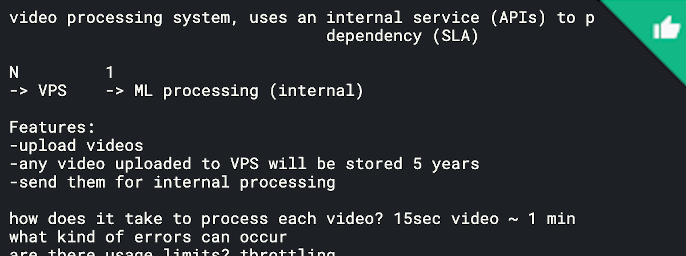 video processing system, uses an internal service (APIs) to p
dependency (SLA)
N 1
-> VPS -> ML processing (internal)
Features:
-upload videos
-any video uploaded to VPS will be stored 5 years
-send them for internal processing
how does it take to process each video? 15sec video ~ 1 min
what kind of errors can occur
are there usage limits? throttling